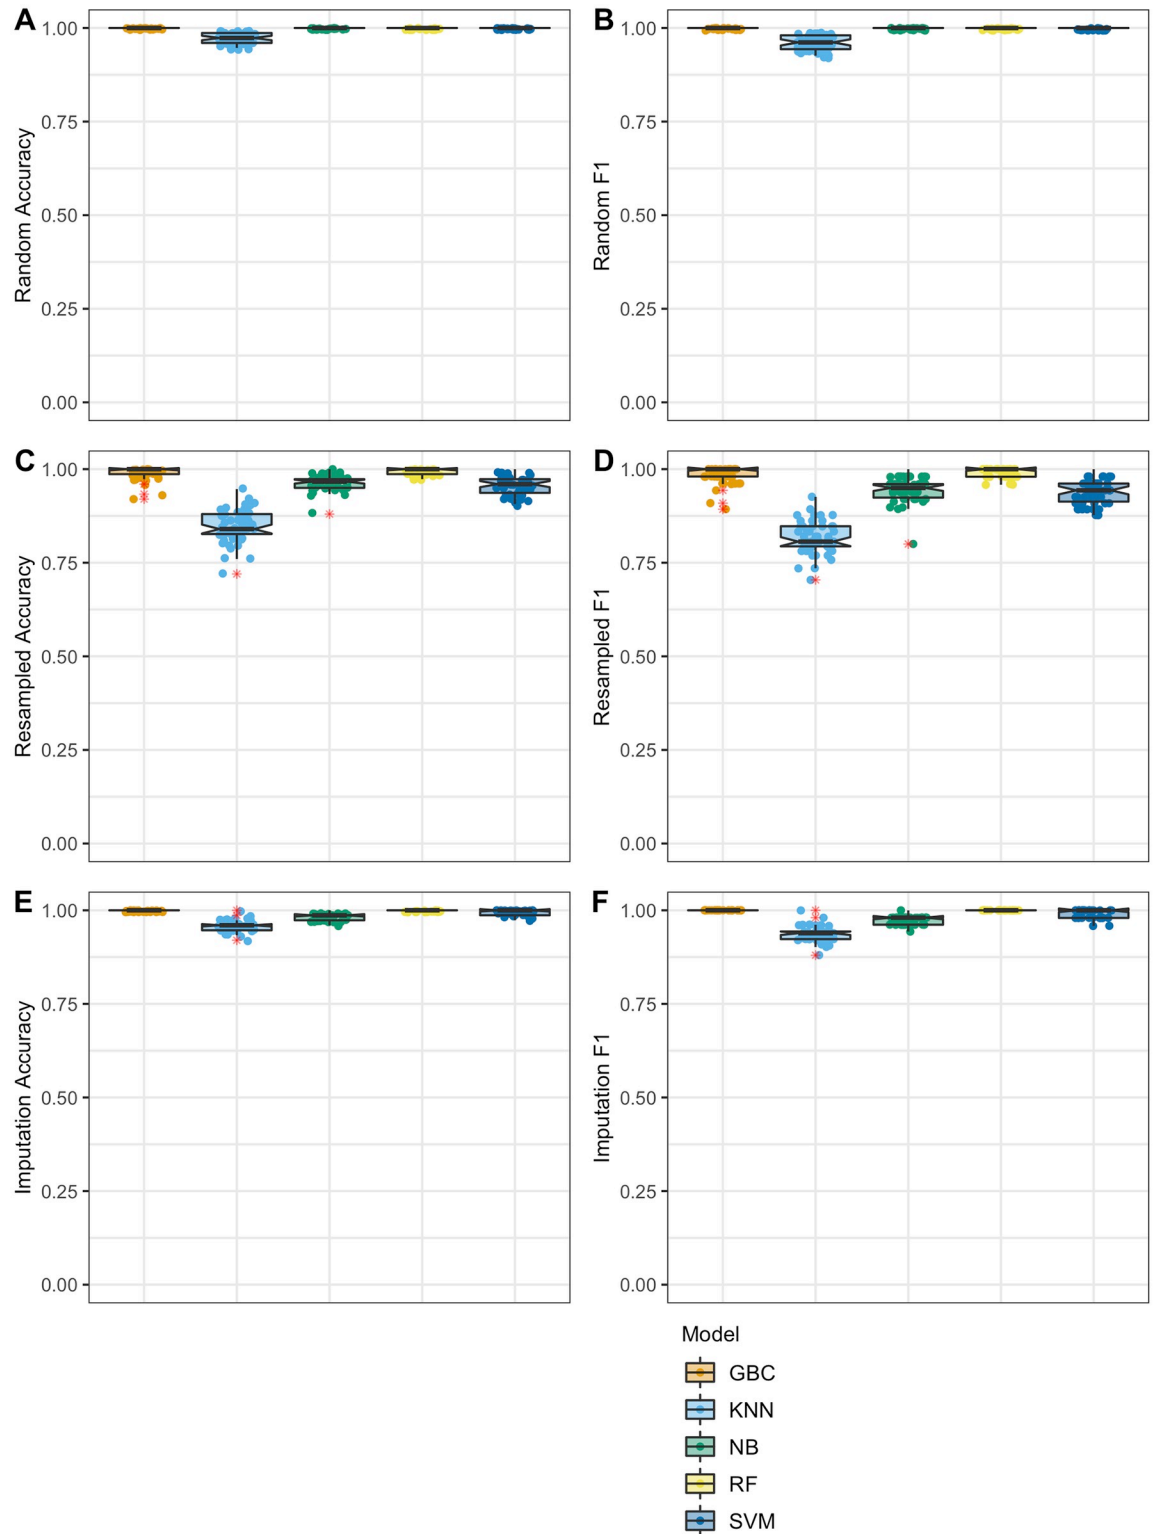 A
1.00
0.75
0.50
0.25
0.00
Random Accuracy
B
1.00
0.75
0.50
0.25
0.00
Random F1
C
1.00
0.75
0.50
0.25
0.00
Resampled Accuracy
D
1.00
0.75
0.50
0.25
0.00
Resampled F1
E
1.00
0.75
0.50
0.25
0.00
Imputation Accuracy
F
1.00
0.75
0.50
0.25
0.00
Imputation F1
Model
GBC
KNN
NB
RF
SVM